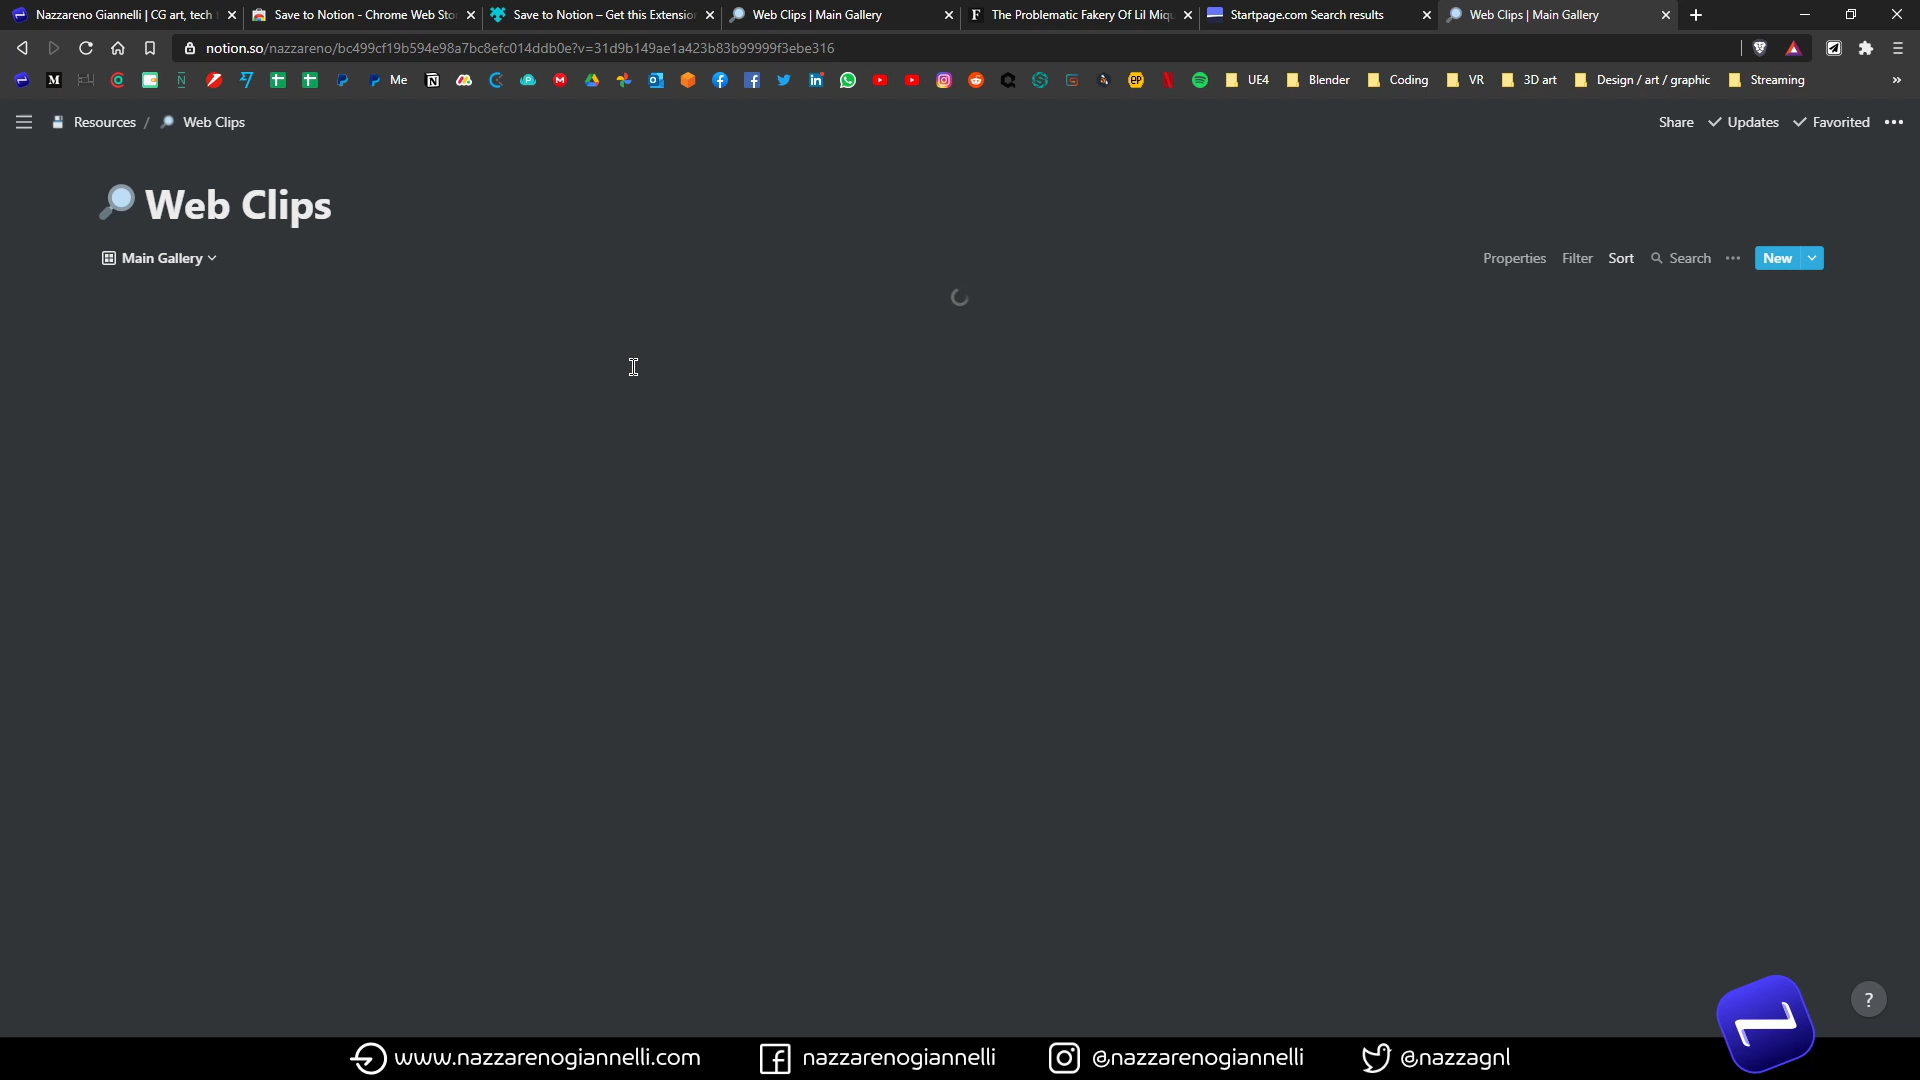 Nazzareno Giannelli | CG art, tech
Save to Notion - Chrome Web Sto
Save to Notion – Get this Extension
Web Clips | Main Gallery
F The Problematic Fakery Of Lil Miqu
Startpage.com Search results
Web Clips | Main Gallery
notion.so/nazzareno/bc499cf19b594e98a7bc8efc014ddb0e?v=31d9b149ae1a423b83b99999f3ebe316
Me
UE4
Blender
Coding
VR
3D art
Design / art / graphic
Streaming
Resources / Web Clips
Share
Updates
Favorited
Web Clips
Main Gallery
Properties
Filter
Sort
Search
New
?
www.nazzarenogiannelli.com
nazzarenogiannelli
@nazzarenogiannelli
@nazzagnl